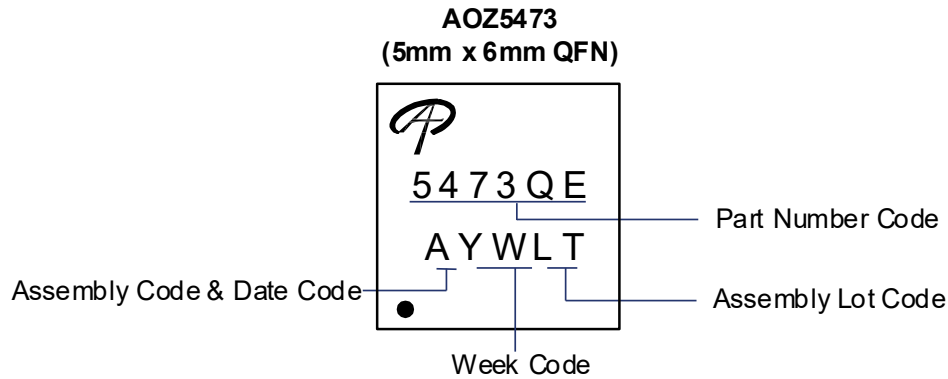 AOZ5473
(5mm x 6mm QFN)
5473QE
Part Number Code
AYWLT
Assembly Code & Date Code
Assembly Lot Code
Week Code